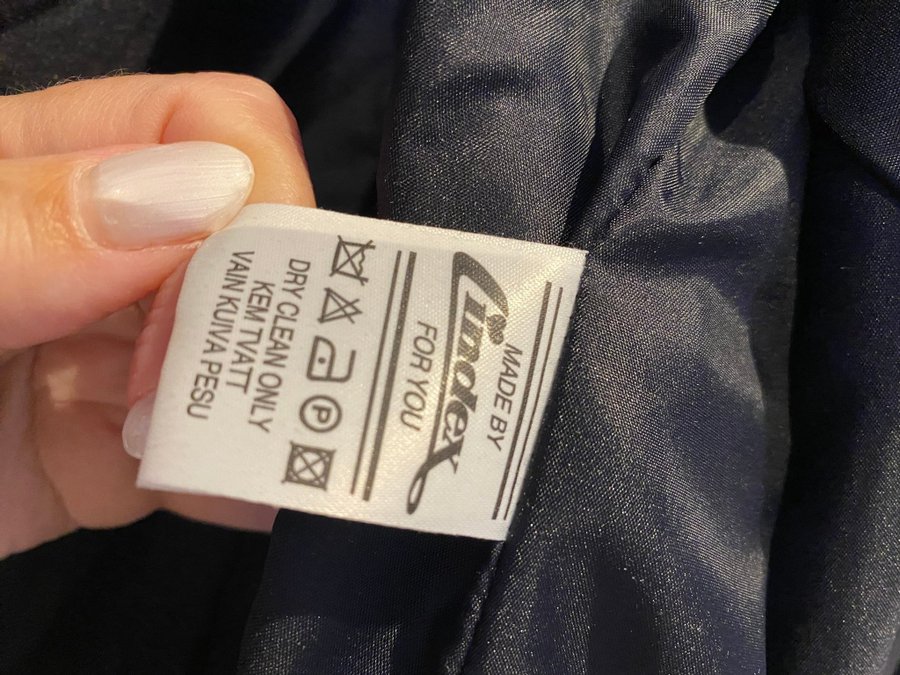 MADE BY
Lindex
FOR YOU
P
DRY CLEAN ONLY
KEM TVATT
VAIN KUIVA PESU